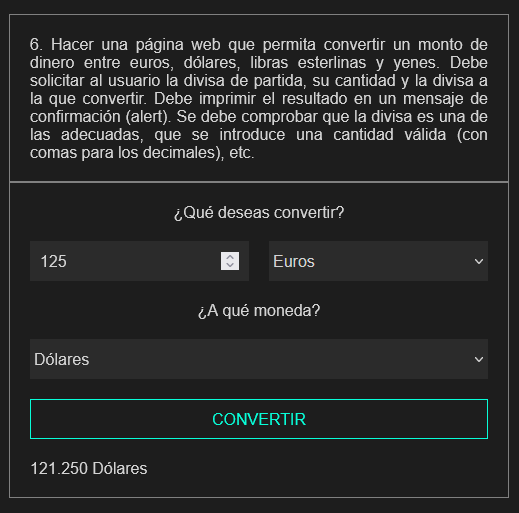 6. Hacer una página web que permita convertir un monto de
dinero entre euros, dólares, libras esterlinas y yenes. Debe
solicitar al usuario la divisa de partida, su cantidad y la divisa a
la que convertir. Debe imprimir el resultado en un mensaje de
confirmación (alert). Se debe comprobar que la divisa es una de
las adecuadas, que se introduce una cantidad válida (con
comas para los decimales), etc.
¿Qué deseas convertir?
125 Euros
¿A qué moneda?
Dólares
CONVERTIR
121.250 Dólares